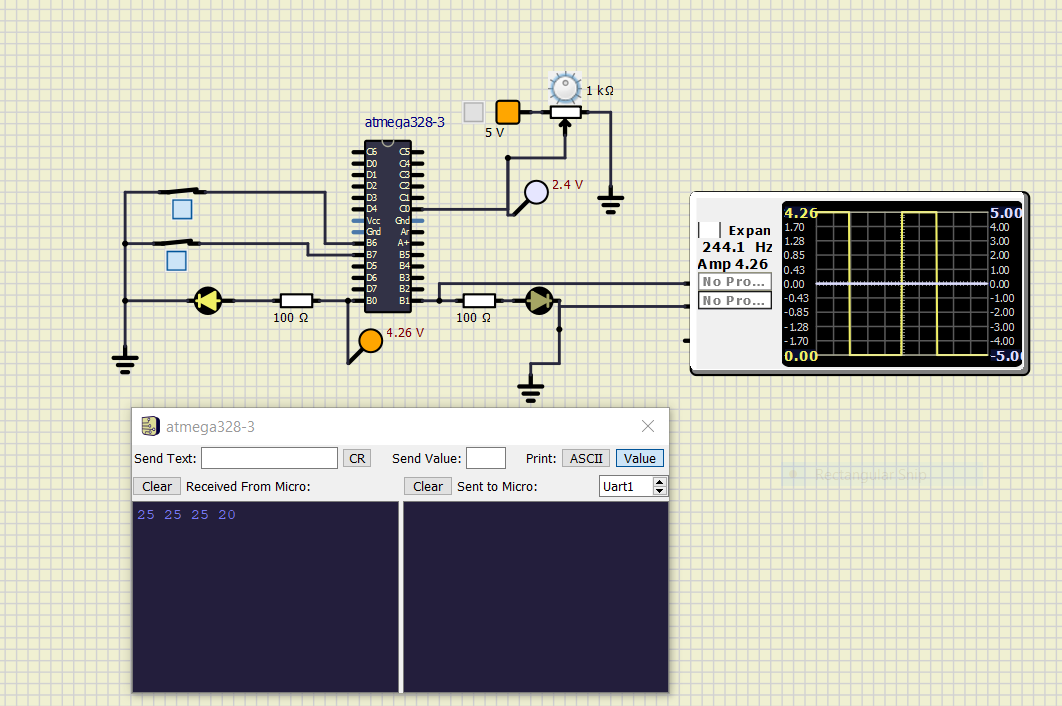 1 kΩ
atmega328-3
5 V
C6 C5
D0 C4
D1 C3
D2 C2
D3 C1
D4 C0
Vcc Gnd
Gnd Ar
B6 A+
B7 B5
D5 B4
D6 B3
D7 B2
B0 B1
2.4 V
100 Ω
100 Ω
4.26 V
Expan
244.1 Hz
Amp 4.26
No Pro...
No Pro...
4.26 5.00
1.70 4.00
1.28 3.00
0.85 2.00
0.43 1.00
0.00 0.00
-0.43 -1.00
-0.85 -2.00
-1.28 -3.00
-1.70 -4.00
0.00 -5.00
Rectangular Snip
atmega328-3
Send Text: CR Send Value: Print: ASCII Value
Clear Received From Micro: Clear Sent to Micro: Uart1
25 25 25 20